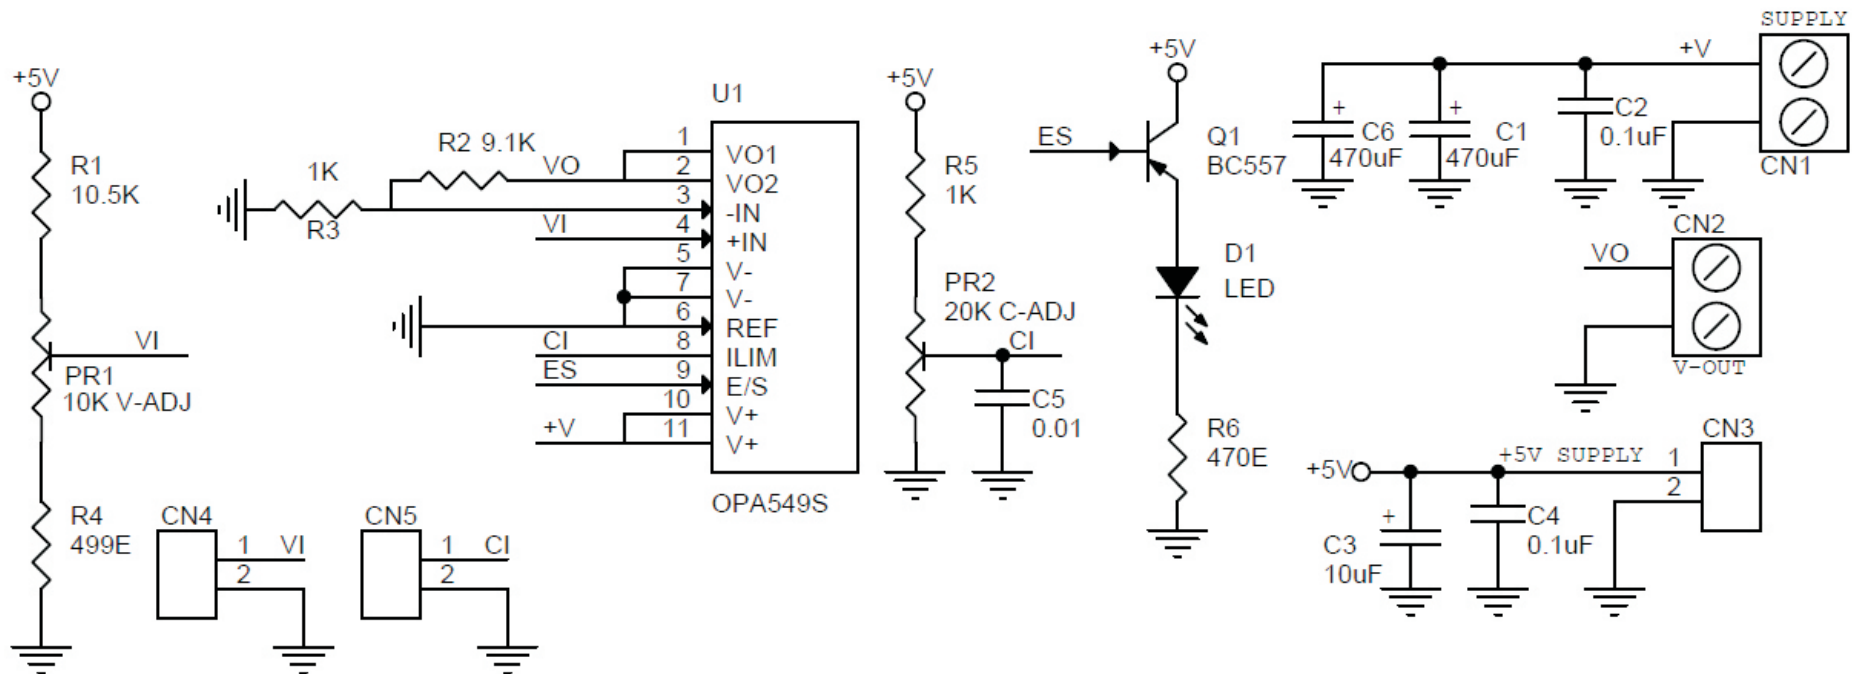 +5V
R1
10.5K
VI
PR1
10K V-ADJ
R4
499E
CN4
1 VI
2
CN5
1 CI
2
1K
R3
R2 9.1K
VO
VI
CI
ES
+V
U1
1 VO1
2 VO2
3 -IN
4 +IN
5 V-
7 V-
6 REF
8 ILIM
9 E/S
10 V+
11 V+
OPA549S
+5V
R5
1K
PR2
20K C-ADJ
CI
C5
0.01
+5V
ES
Q1
BC557
D1
LED
R6
470E
SUPPLY
+V
+
C6
470uF
+
C1
470uF
C2
0.1uF
CN1
CN2
VO
V-OUT
CN3
+5V
+5V SUPPLY
1
2
+
C3
10uF
C4
0.1uF